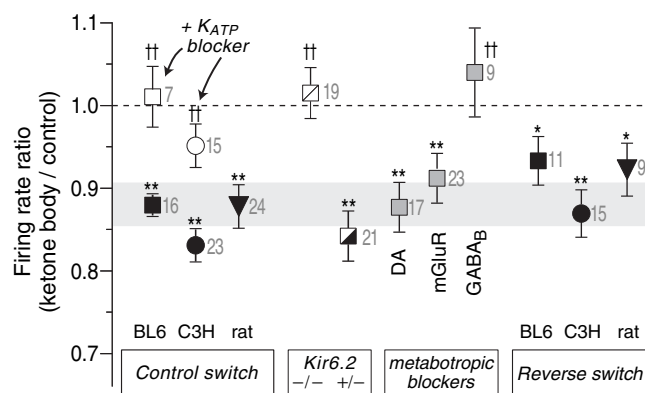 Firing rate ratio
(ketone body / control)
1.1
1.0
0.9
0.8
0.7
+ K_ATP
blocker
†† 7
†† 15
** 16
** 23
** 24
†† 19
** 21
** 17
** 23
†† 9
* 11
** 15
* 9
DA
mGluR
GABA_B
BL6 C3H rat
Control switch
Kir6.2
−/− +/−
metabotropic
blockers
BL6 C3H rat
Reverse switch